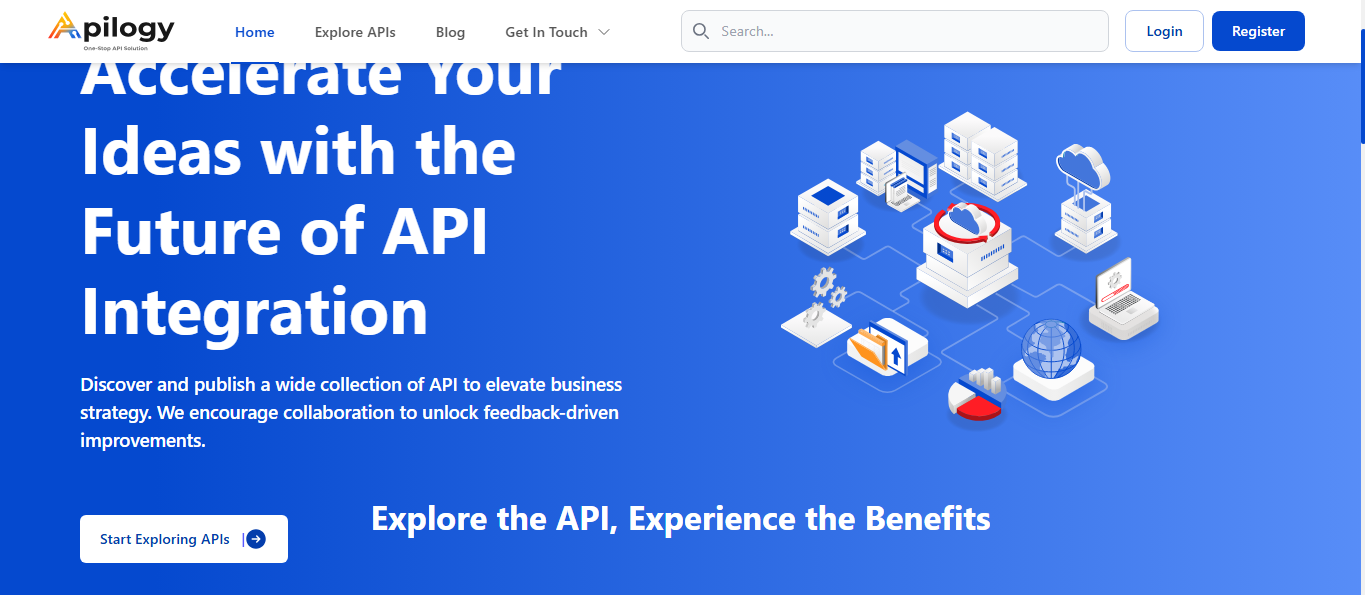 Apilogy
One-Stop API Solution
Home
Explore APIs
Blog
Get In Touch
Search...
Login
Register
Accelerate Your
Ideas with the
Future of API
Integration
Discover and publish a wide collection of API to elevate business
strategy. We encourage collaboration to unlock feedback-driven
improvements.
Start Exploring APIs
Explore the API, Experience the Benefits